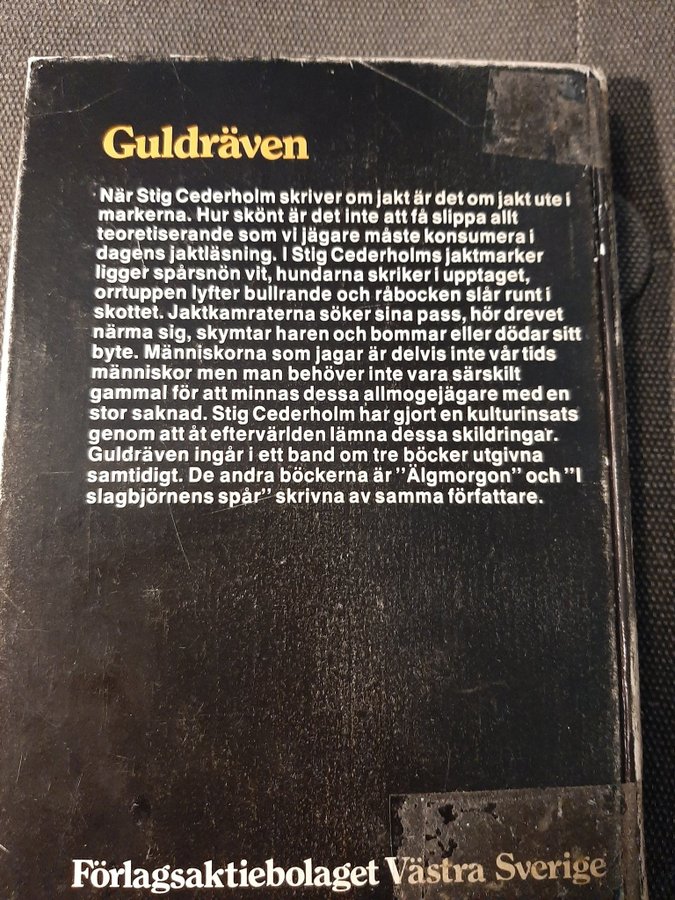 Guldräven
När Stig Cederholm skriver om jakt är det om jakt ute i
markerna. Hur skönt är det inte att få slippa allt
teoretiserande som vi jägare måste konsumera i
dagens jaktläsning. I Stig Cederholms jaktmarker
ligger spårsnön vit, hundarna skriker i upptaget,
orrtuppen lyfter bullrande och råbocken slår runt i
skottet. Jaktkamraterna söker sina pass, hör drevet
närma sig, skymtar haren och bommar eller dödar sitt
byte. Människorna som jagar är delvis inte vår tids
människor men man behöver inte vara särskilt
gammal för att minnas dessa allmogejägare med en
stor saknad. Stig Cederholm har gjort en kulturinsats
genom att åt eftervärlden lämna dessa skildringar.
Guldräven ingår i ett band om tre böcker utgivna
samtidigt. De andra böckerna är ”Älgmorgon” och ”I
slagbjörnens spår” skrivna av samma författare.
Förlagsaktiebolaget Västra Sverige